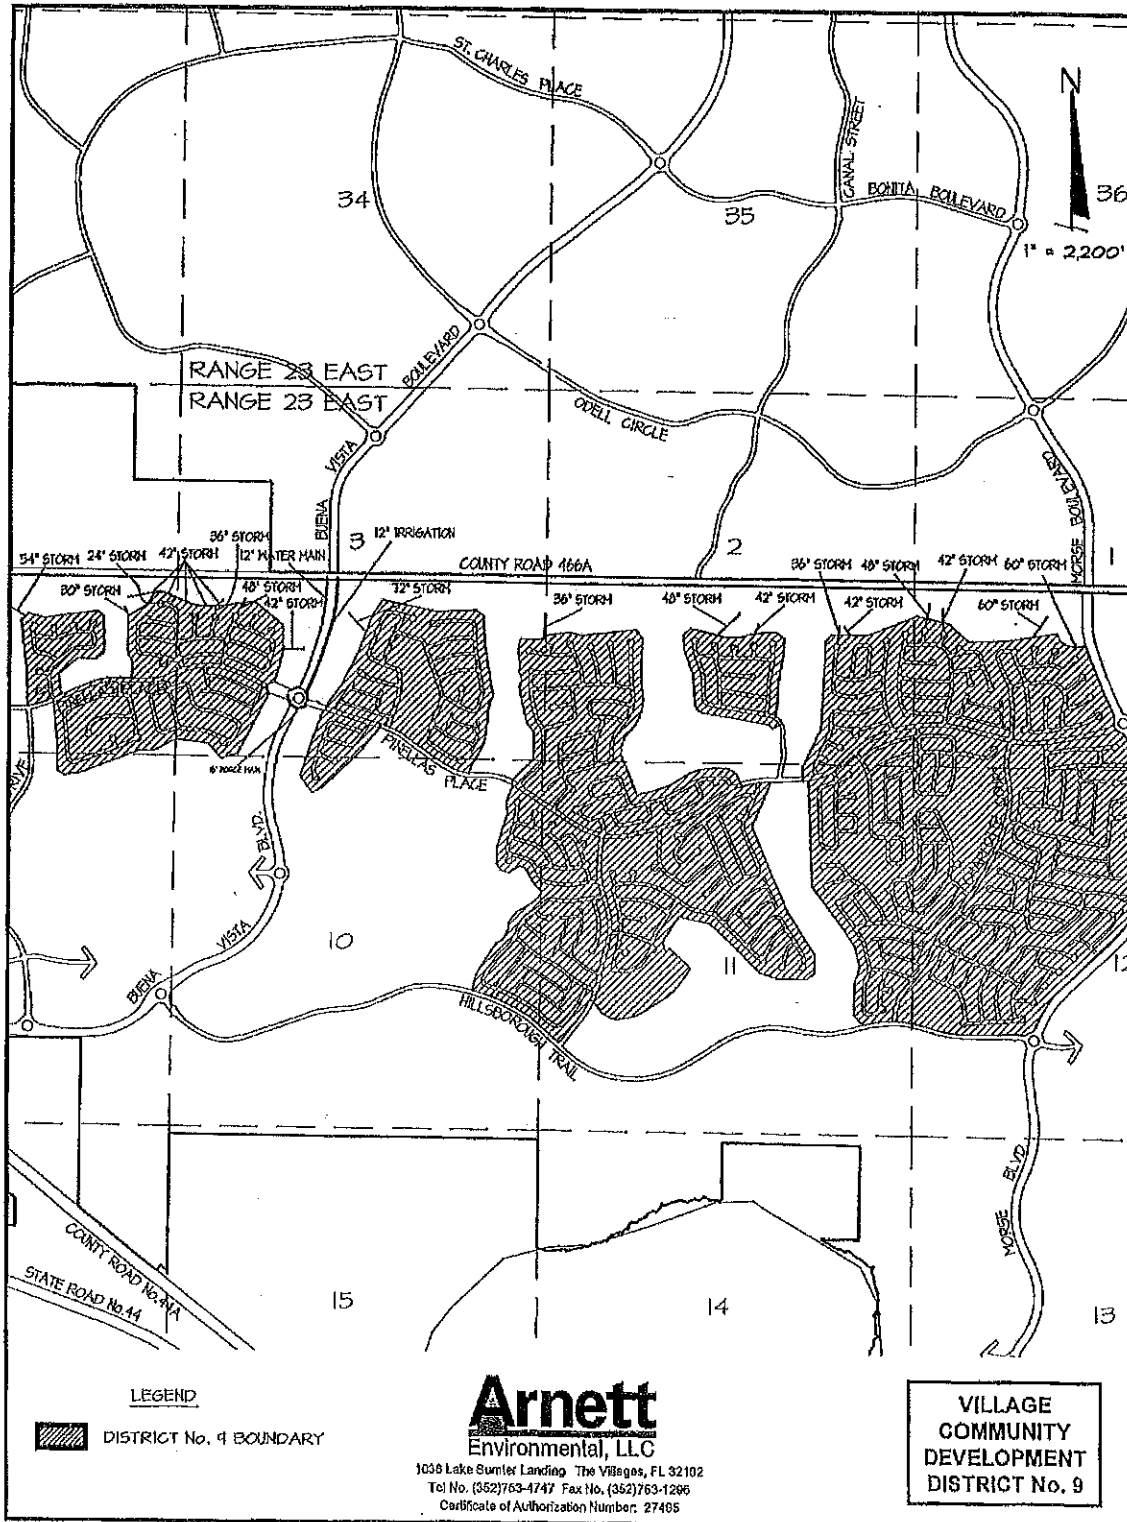 ST. CHARLES PLACE
CANAL STREET
N
34
35
BONITA BOULEVARD
36
1" = 2,200'
BOULEVARD
RANGE 23 EAST
RANGE 23 EAST
ODELL CIRCLE
VISTA
BUENA
MORSE BOULEVARD
3
12" IRRIGATION
2
1
36" STORM
54" STORM
24" STORM
42" STORM
12" WATER MAIN
COUNTY ROAD 466A
48" STORM
42" STORM
72" STORM
36" STORM
48" STORM
42" STORM
36" STORM
48" STORM
42" STORM
60" STORM
42" STORM
60" STORM
PINELLAS PLACE
BLVD.
VISTA
BUENA
10
11
12
HILLSBOROUGH TRAIL
MORSE BLVD.
COUNTY ROAD No.44A
STATE ROAD No.44
15
14
13
LEGEND
DISTRICT No. 9 BOUNDARY
Arnett
Environmental, LLC
1038 Lake Sumter Landing The Villages, FL 32162
Tel No. (352)753-4747 Fax No. (352)753-1296
Certificate of Authorization Number: 27485
VILLAGE
COMMUNITY
DEVELOPMENT
DISTRICT No. 9